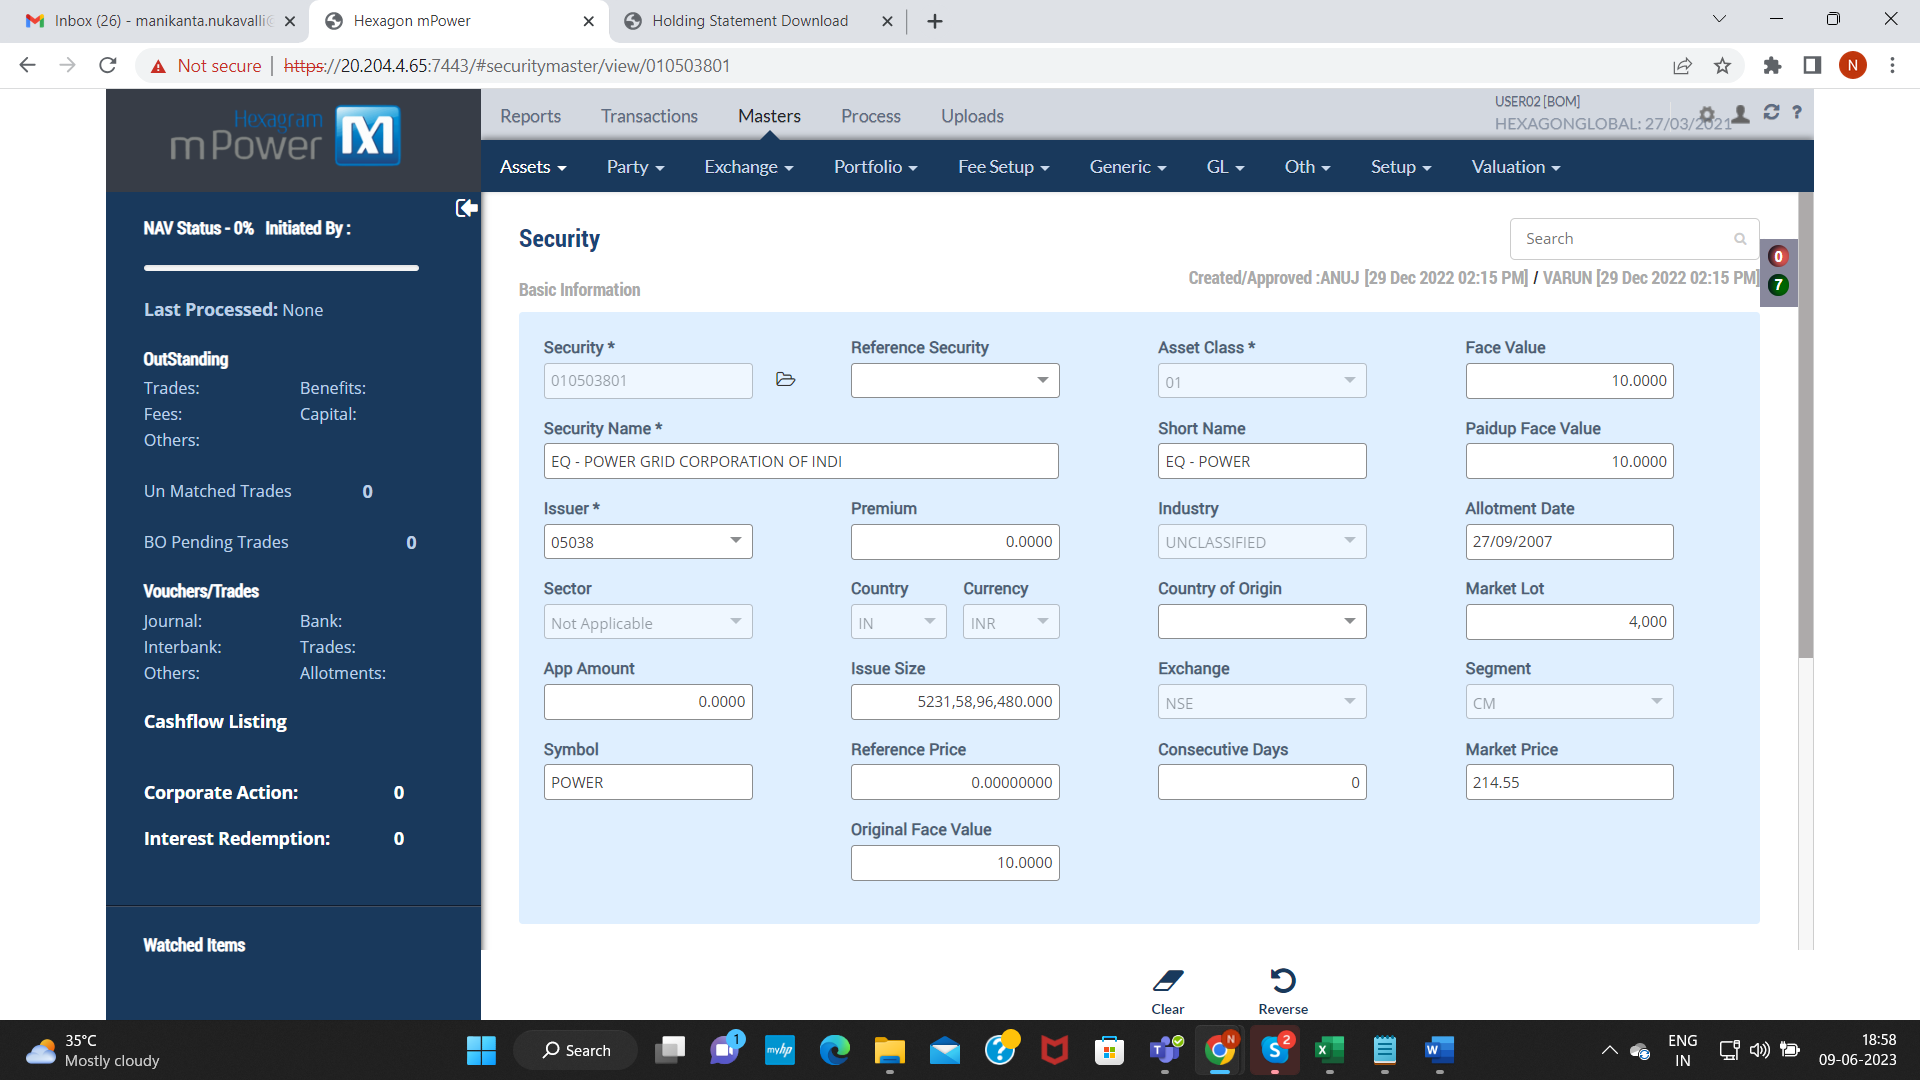 Inbox (26) - manikanta.nukavalli@
Hexagon mPower
Holding Statement Download
Not secure
https://20.204.4.65:7443/#securitymaster/view/010503801
N
Hexagram
mPower
Reports
Transactions
Masters
Process
Uploads
USER02 [BOM]
HEXAGONGLOBAL: 27/03/2021
?
Assets
Party
Exchange
Portfolio
Fee Setup
Generic
GL
Oth
Setup
Valuation
NAV Status - 0% Initiated By :
Last Processed: None
OutStanding
Trades:
Benefits:
Fees:
Capital:
Others:
Un Matched Trades 0
BO Pending Trades 0
Vouchers/Trades
Journal:
Bank:
Interbank:
Trades:
Others:
Allotments:
Cashflow Listing
Corporate Action: 0
Interest Redemption: 0
Watched Items
Security
Search
0
7
Basic Information
Created/Approved :ANUJ [29 Dec 2022 02:15 PM] / VARUN [29 Dec 2022 02:15 PM]
Security *
Reference Security
Asset Class *
Face Value
010503801
01
10.0000
Security Name *
Short Name
Paidup Face Value
EQ - POWER GRID CORPORATION OF INDI
EQ - POWER
10.0000
Issuer *
Premium
Industry
Allotment Date
05038
0.0000
UNCLASSIFIED
27/09/2007
Sector
Country
Currency
Country of Origin
Market Lot
Not Applicable
IN
INR
4,000
App Amount
Issue Size
Exchange
Segment
0.0000
5231,58,96,480.000
NSE
CM
Symbol
Reference Price
Consecutive Days
Market Price
POWER
0.00000000
0
214.55
Original Face Value
10.0000
Clear
Reverse
35°C
Mostly cloudy
Search
1
myhp
N
2
ENG
IN
18:58
09-06-2023